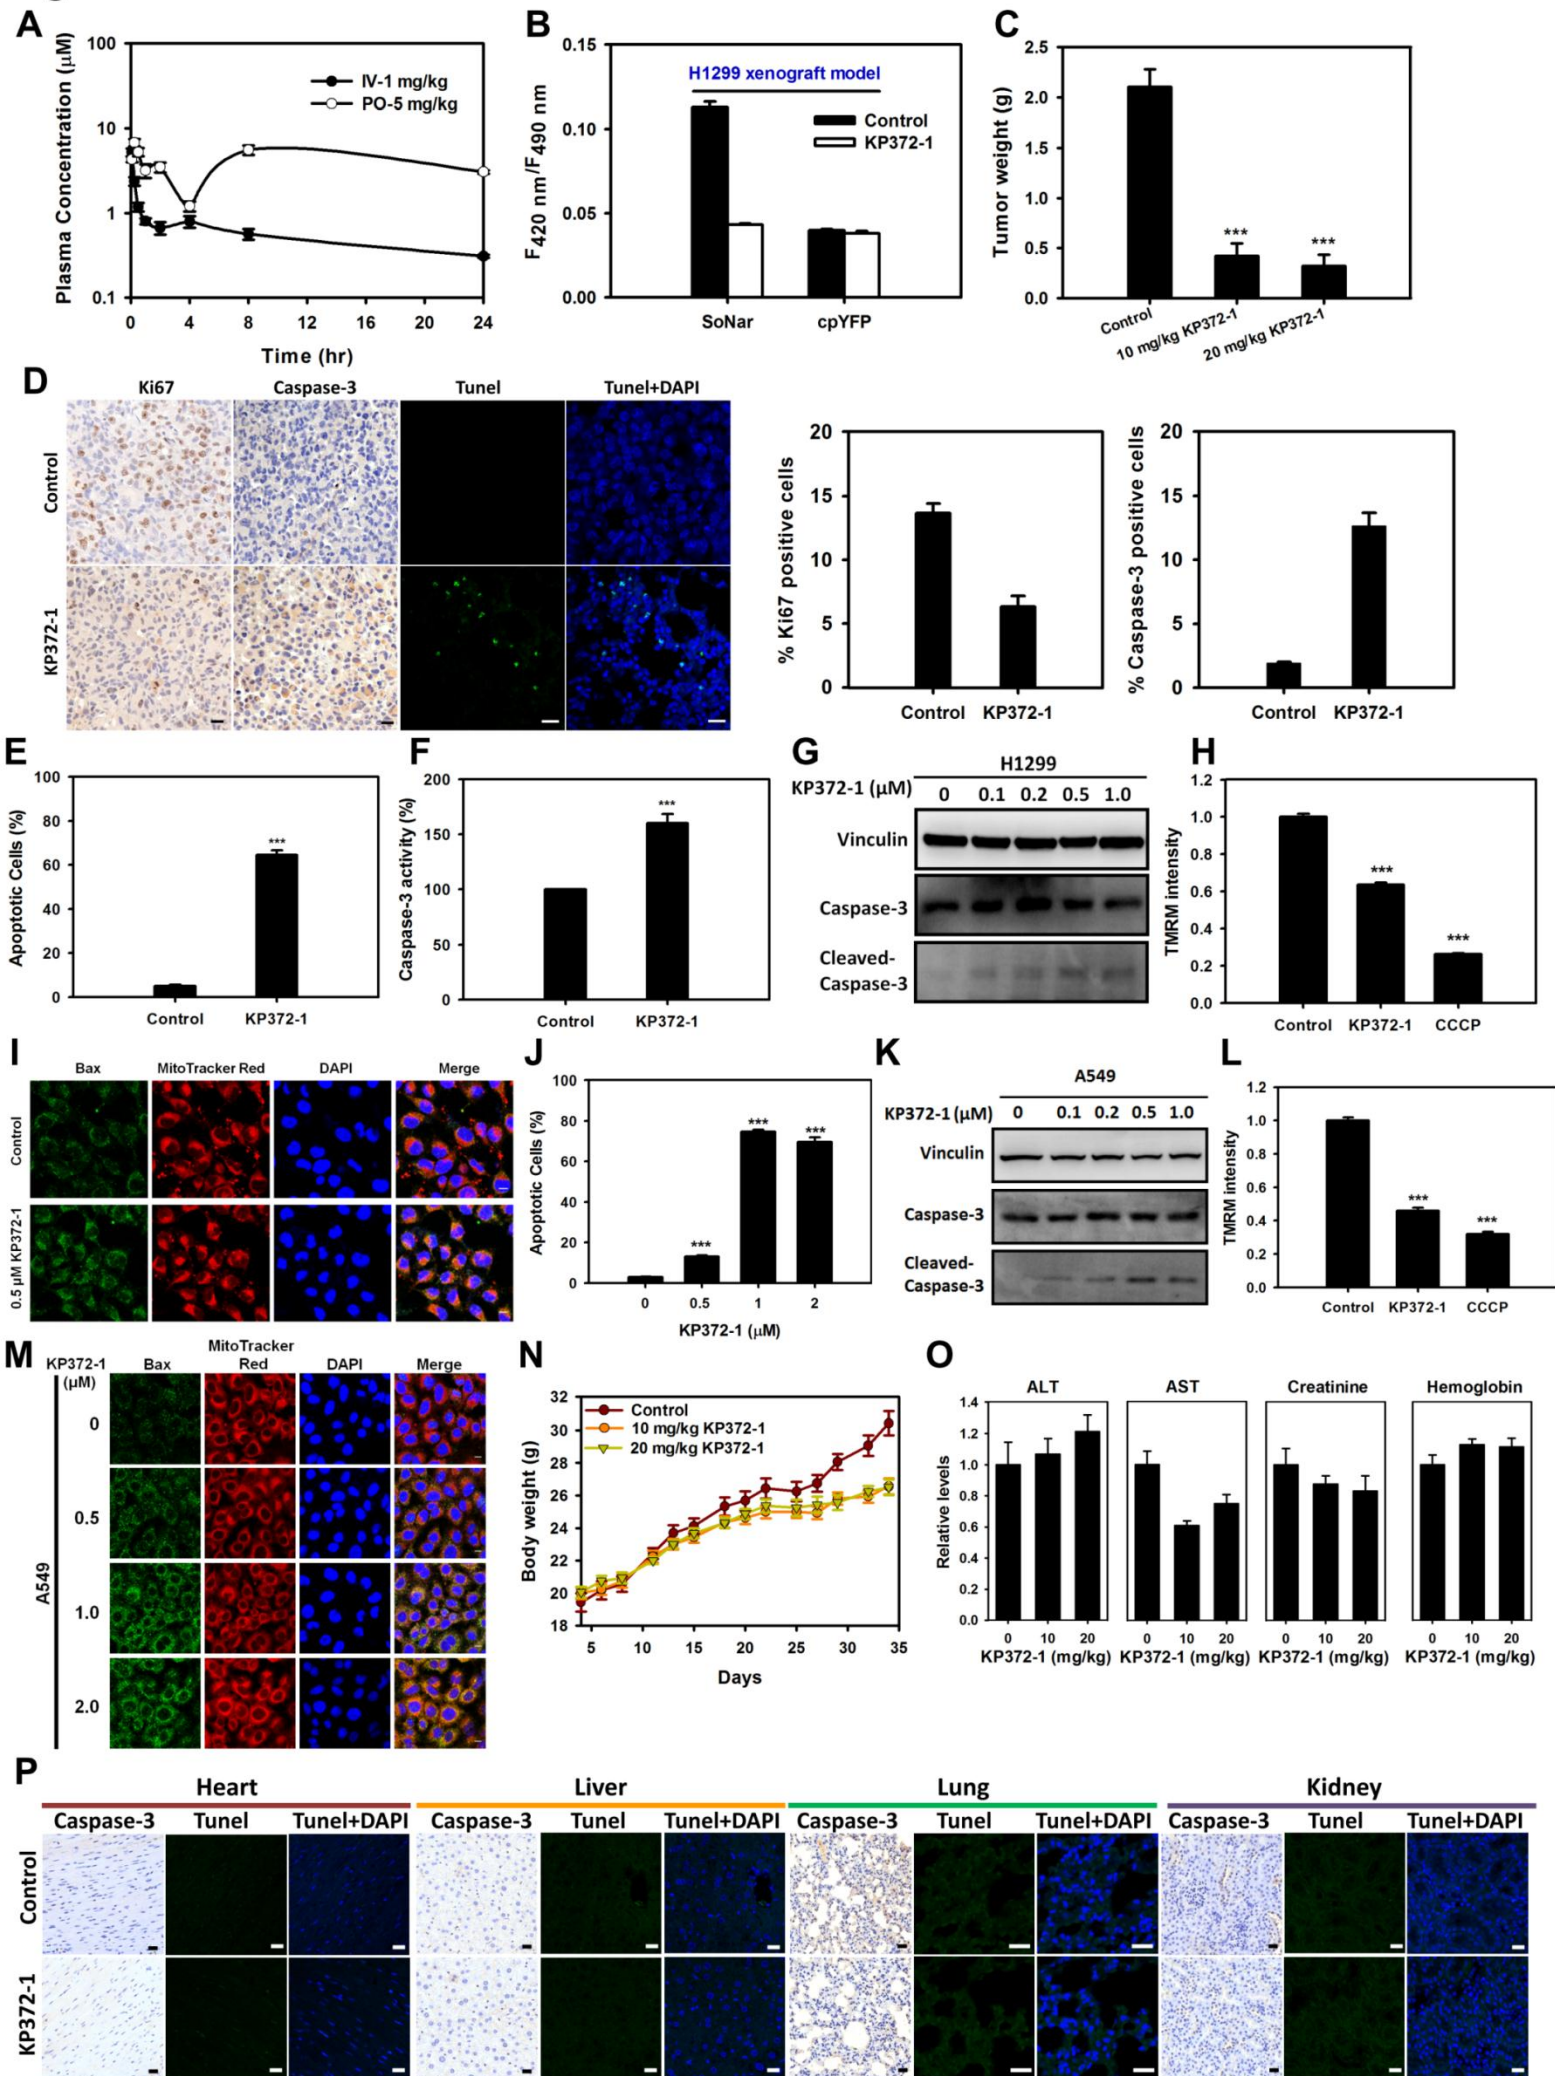 A
Plasma Concentration (µM)
100
10
1
0.1
IV-1 mg/kg
PO-5 mg/kg
0 4 8 12 16 20 24
Time (hr)
B
F420 nm/F490 nm
0.15
0.10
0.05
0.00
H1299 xenograft model
Control
KP372-1
SoNar cpYFP
C
Tumor weight (g)
2.5
2.0
1.5
1.0
0.5
0.0
*** ***
Control
10 mg/kg KP372-1
20 mg/kg KP372-1
D
Ki67 Caspase-3 Tunel Tunel+DAPI
Control
KP372-1
% Ki67 positive cells
20
15
10
5
0
Control KP372-1
% Caspase-3 positive cells
20
15
10
5
0
Control KP372-1
E
Apoptotic Cells (%)
100
80
60
40
20
0
***
Control KP372-1
F
Caspase-3 activity (%)
200
150
100
50
0
***
Control KP372-1
G
H1299
KP372-1 (µM) 0 0.1 0.2 0.5 1.0
Vinculin
Caspase-3
Cleaved-
Caspase-3
H
TMRM intensity
1.2
1.0
0.8
0.6
0.4
0.2
0.0
***
***
Control KP372-1 CCCP
I
Bax MitoTracker Red DAPI Merge
Control
0.5 µM KP372-1
J
Apoptotic Cells (%)
100
80
60
40
20
0
*** *** ***
0 0.5 1 2
KP372-1 (µM)
K
A549
KP372-1 (µM) 0 0.1 0.2 0.5 1.0
Vinculin
Caspase-3
Cleaved-
Caspase-3
L
TMRM intensity
1.2
1.0
0.8
0.6
0.4
0.2
0.0
***
***
Control KP372-1 CCCP
M
KP372-1
(µM)
Bax MitoTracker
Red DAPI Merge
A549
0
0.5
1.0
2.0
N
Body weight (g)
32
30
28
26
24
22
20
18
Control
10 mg/kg KP372-1
20 mg/kg KP372-1
5 10 15 20 25 30 35
Days
O
ALT AST Creatinine Hemoglobin
Relative levels
1.4
1.2
1.0
0.8
0.6
0.4
0.2
0.0
0 10 20 0 10 20 0 10 20 0 10 20
KP372-1 (mg/kg) KP372-1 (mg/kg) KP372-1 (mg/kg) KP372-1 (mg/kg)
P
Heart Liver Lung Kidney
Caspase-3 Tunel Tunel+DAPI Caspase-3 Tunel Tunel+DAPI Caspase-3 Tunel Tunel+DAPI Caspase-3 Tunel Tunel+DAPI
Control
KP372-1